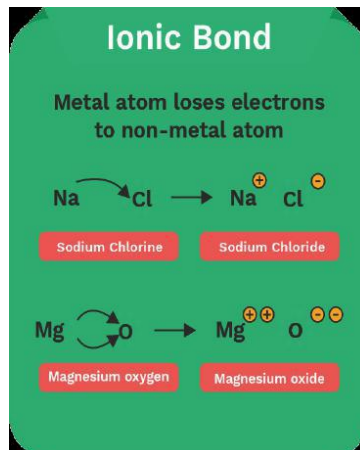 Ionic Bond
Metal atom loses electrons
to non-metal atom
Na Cl Na + Cl -
Sodium Chlorine Sodium Chloride
Mg O Mg ++ O --
Magnesium oxygen Magnesium oxide